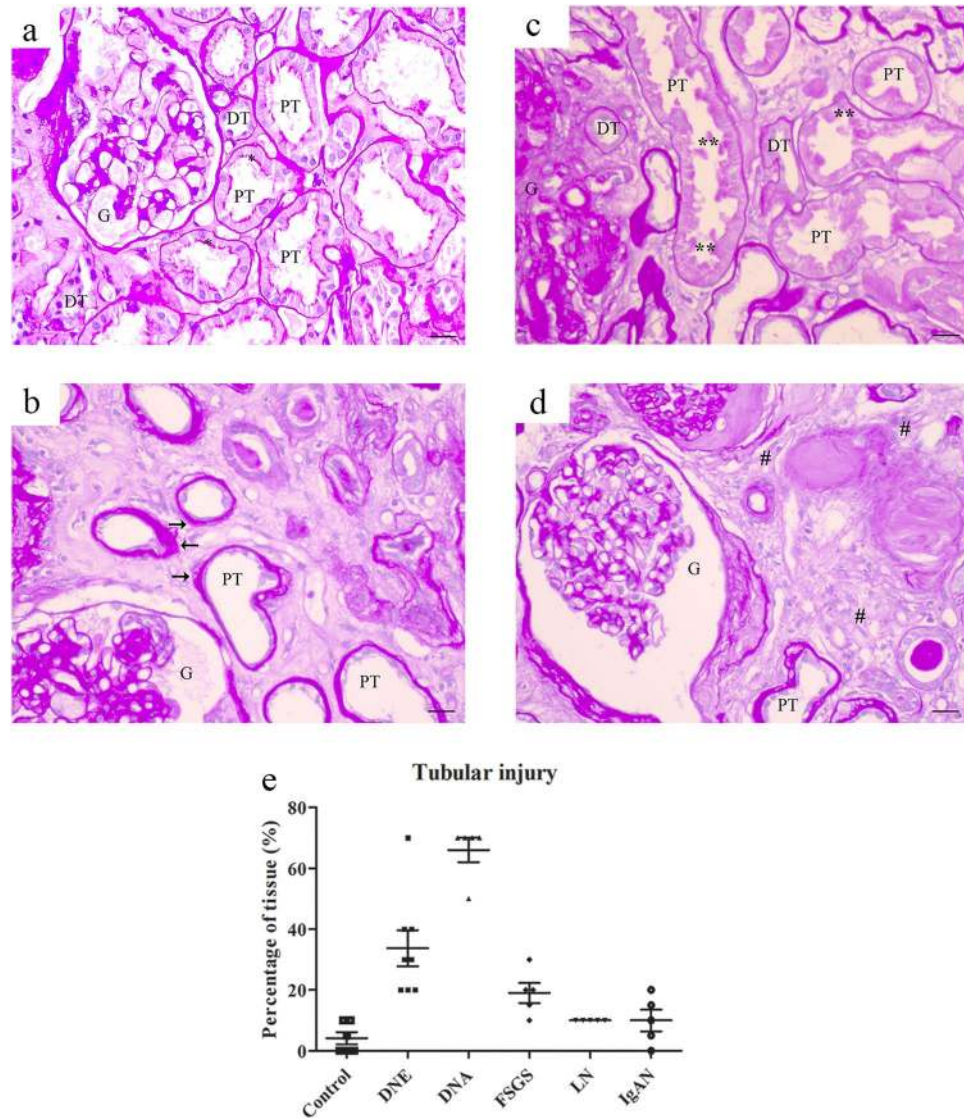 a
PT
DT
*
PT
G
*
PT
DT
c
PT
PT
**
DT
**
DT
G
PT
**
b
→
←
→
PT
G
PT
d
#
#
G
#
PT
e
Tubular injury
Percentage of tissue (%)
80
60
40
20
0
Control
DNE
DNA
FSGS
LN
IgAN